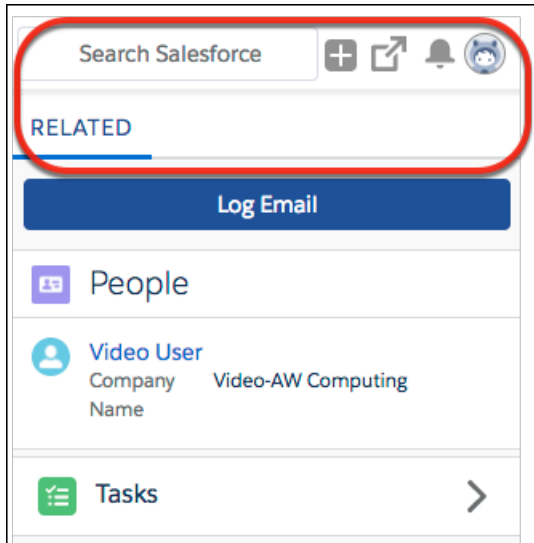 Search Salesforce
RELATED
Log Email
People
Video User
Company Video-AW Computing
Name
Tasks